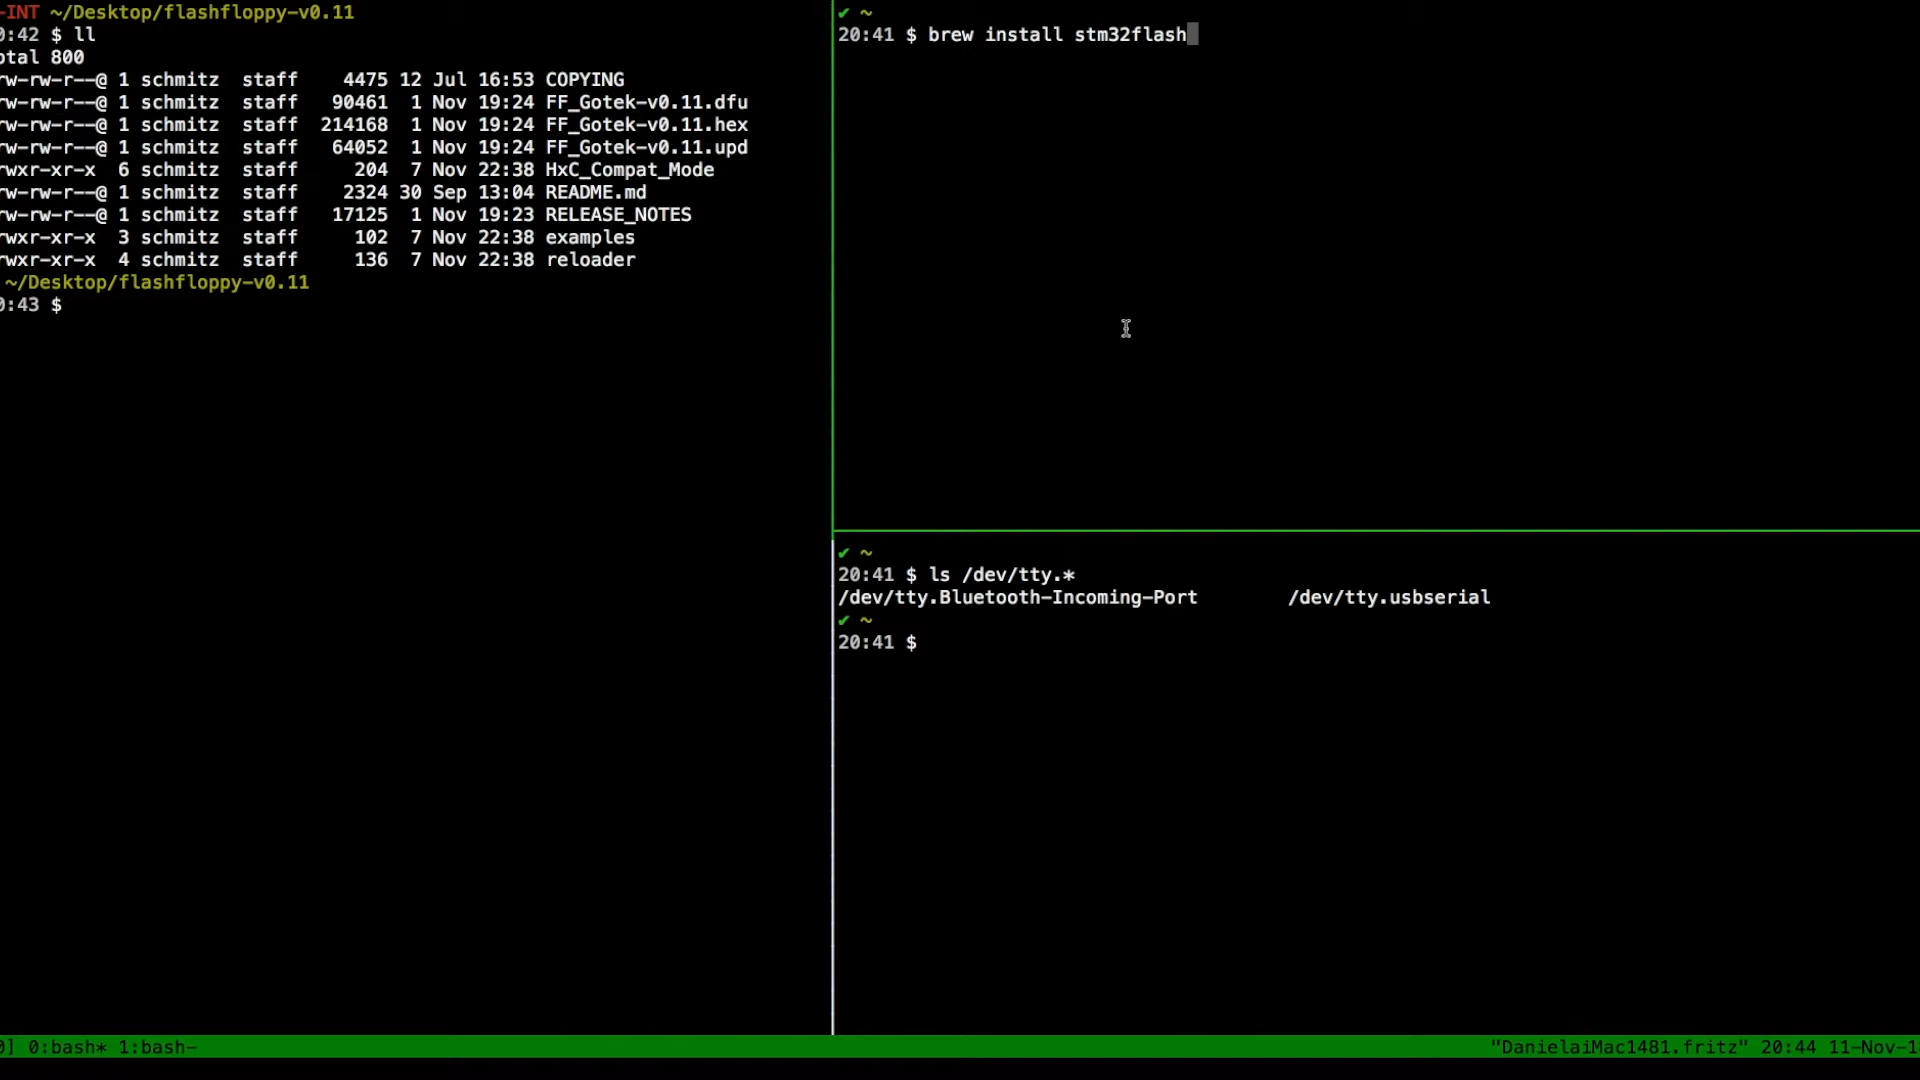 -INT ~/Desktop/flashfloppy-v0.11
0:42 $ ll
otal 800
rw-rw-r--@ 1 schmitz staff 4475 12 Jul 16:53 COPYING
rw-rw-r--@ 1 schmitz staff 90461 1 Nov 19:24 FF_Gotek-v0.11.dfu
rw-rw-r--@ 1 schmitz staff 214168 1 Nov 19:24 FF_Gotek-v0.11.hex
rw-rw-r--@ 1 schmitz staff 64052 1 Nov 19:24 FF_Gotek-v0.11.upd
rwxr-xr-x 6 schmitz staff 204 7 Nov 22:38 HxC_Compat_Mode
rw-rw-r--@ 1 schmitz staff 2324 30 Sep 13:04 README.md
rw-rw-r--@ 1 schmitz staff 17125 1 Nov 19:23 RELEASE_NOTES
rwxr-xr-x 3 schmitz staff 102 7 Nov 22:38 examples
rwxr-xr-x 4 schmitz staff 136 7 Nov 22:38 reloader
~/Desktop/flashfloppy-v0.11
0:43 $
✔ ~
20:41 $ brew install stm32flash
✔ ~
20:41 $ ls /dev/tty.*
/dev/tty.Bluetooth-Incoming-Port /dev/tty.usbserial
✔ ~
20:41 $
0] 0:bash* 1:bash- "DanielaiMac1481.fritz" 20:44 11-Nov-1